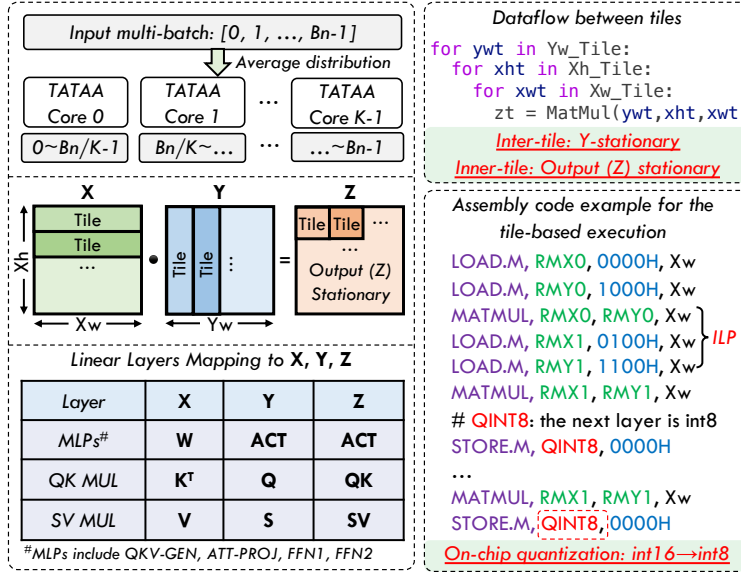 Input multi-batch: [0, 1, ..., Bn-1]
Average distribution
TATAA
Core 0
TATAA
Core 1
...
TATAA
Core K-1
0~Bn/K-1
Bn/K~...
...~Bn-1
X
Y
Z
Tile
Tile
...
Xh
Xw
•
Tile
Tile
...
Yw
=
Tile
Tile
...
...
Output (Z)
Stationary
Linear Layers Mapping to X, Y, Z
Layer X Y Z
MLPs# W ACT ACT
QK MUL Kᵀ Q QK
SV MUL V S SV
#MLPs include QKV-GEN, ATT-PROJ, FFN1, FFN2
Dataflow between tiles
for ywt in Yw_Tile:
for xht in Xh_Tile:
for xwt in Xw_Tile:
zt = MatMul(ywt,xht,xwt
Inter-tile: Y-stationary
Inner-tile: Output (Z) stationary
Assembly code example for the
tile-based execution
LOAD.M, RMX0, 0000H, Xw
LOAD.M, RMY0, 1000H, Xw
MATMUL, RMX0, RMY0, Xw
LOAD.M, RMX1, 0100H, Xw
LOAD.M, RMY1, 1100H, Xw
ILP
MATMUL, RMX1, RMY1, Xw
# QINT8: the next layer is int8
STORE.M, QINT8, 0000H
...
MATMUL, RMX1, RMY1, Xw
STORE.M, QINT8, 0000H
On-chip quantization: int16→int8